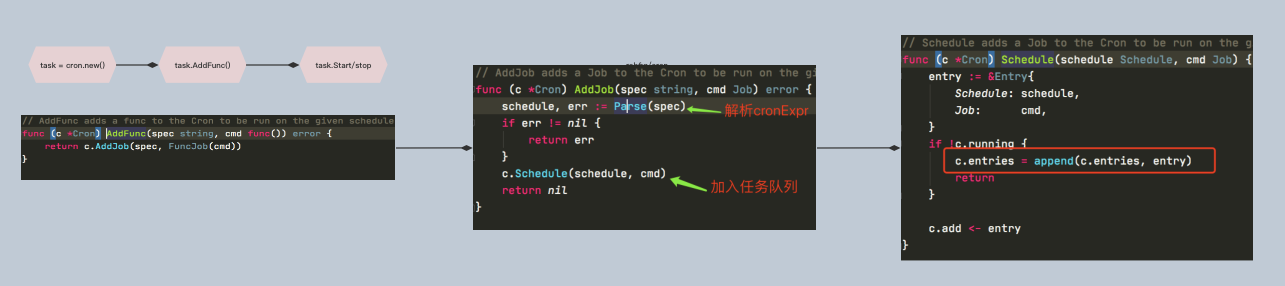 task = cron.new()
task.AddFunc()
task.Start/stop
// AddFunc adds a func to the Cron to be run on the given schedule
func (c *Cron) AddFunc(spec string, cmd func()) error {
return c.AddJob(spec, FuncJob(cmd))
}
// AddJob adds a Job to the Cron to be run on the gi
func (c *Cron) AddJob(spec string, cmd Job) error {
schedule, err := Parse(spec)
解析cronExpr
if err != nil {
return err
}
c.Schedule(schedule, cmd)
加入任务队列
return nil
}
// Schedule adds a Job to the Cron to be run on the g
func (c *Cron) Schedule(schedule Schedule, cmd Job) {
entry := &Entry{
Schedule: schedule,
Job: cmd,
}
if !c.running {
c.entries = append(c.entries, entry)
return
}
c.add <- entry
}